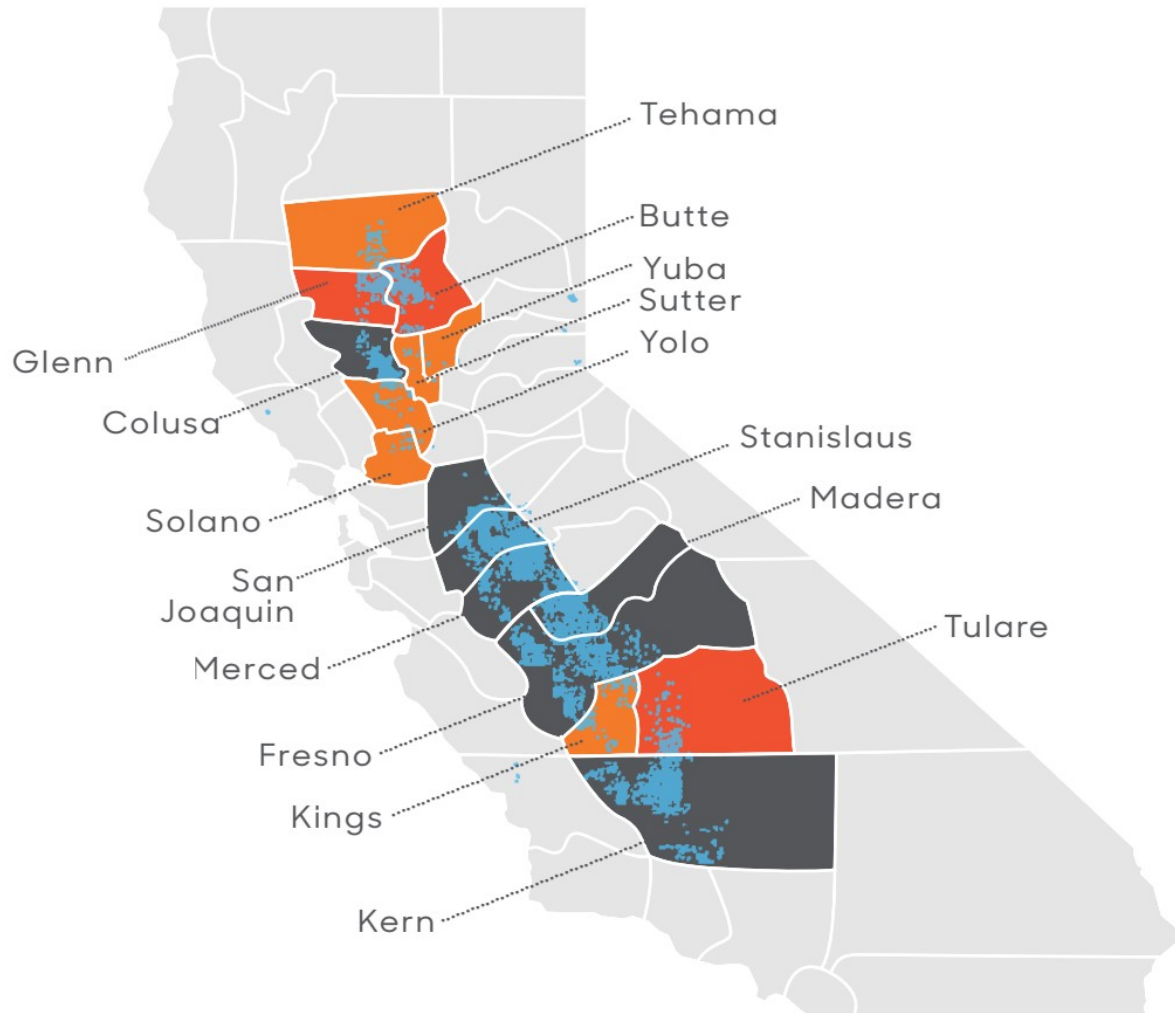 Tehama
Butte
Yuba
Sutter
Yolo
Glenn
Colusa
Stanislaus
Madera
Solano
San
Joaquin
Tulare
Merced
Fresno
Kings
Kern